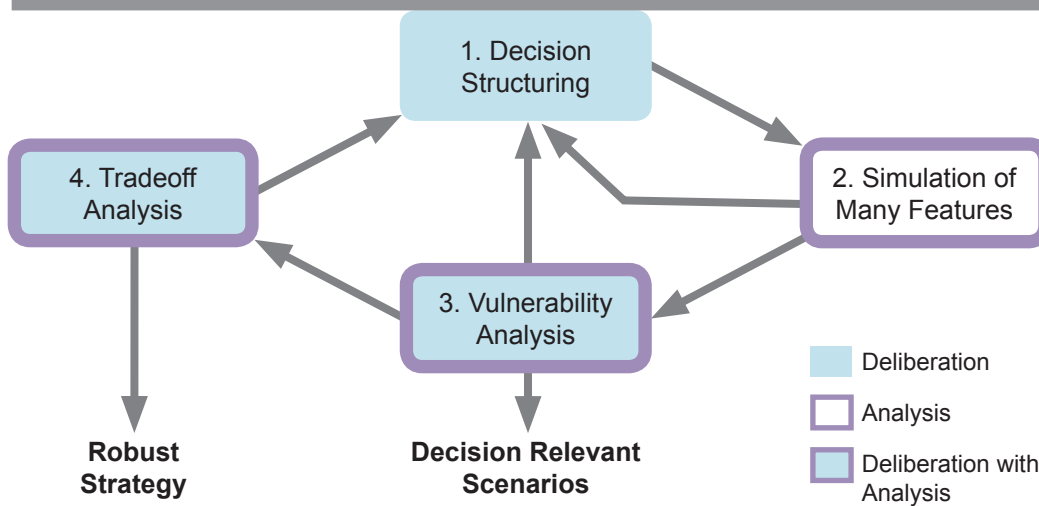 1. Decision
Structuring
4. Tradeoff
Analysis
2. Simulation of
Many Features
3. Vulnerability
Analysis
Robust
Strategy
Decision Relevant
Scenarios
Deliberation
Analysis
Deliberation with
Analysis